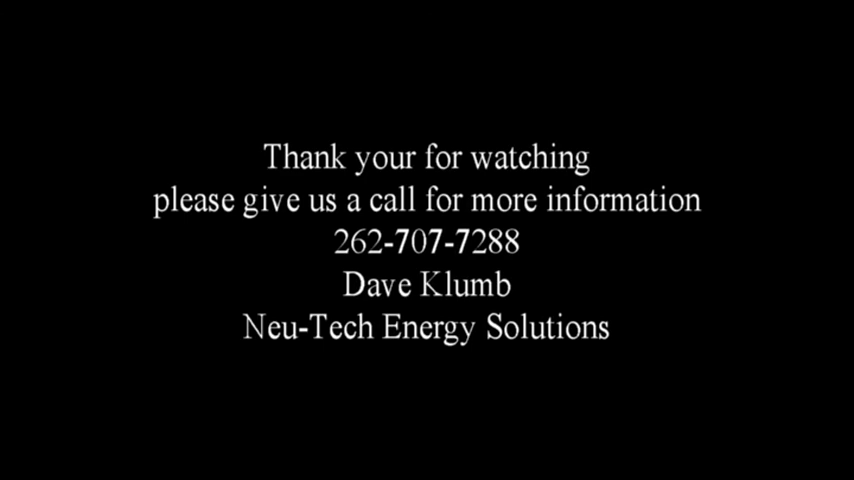 Thank your for watching
please give us a call for more information
262-707-7288
Dave Klumb
Neu-Tech Energy Solutions